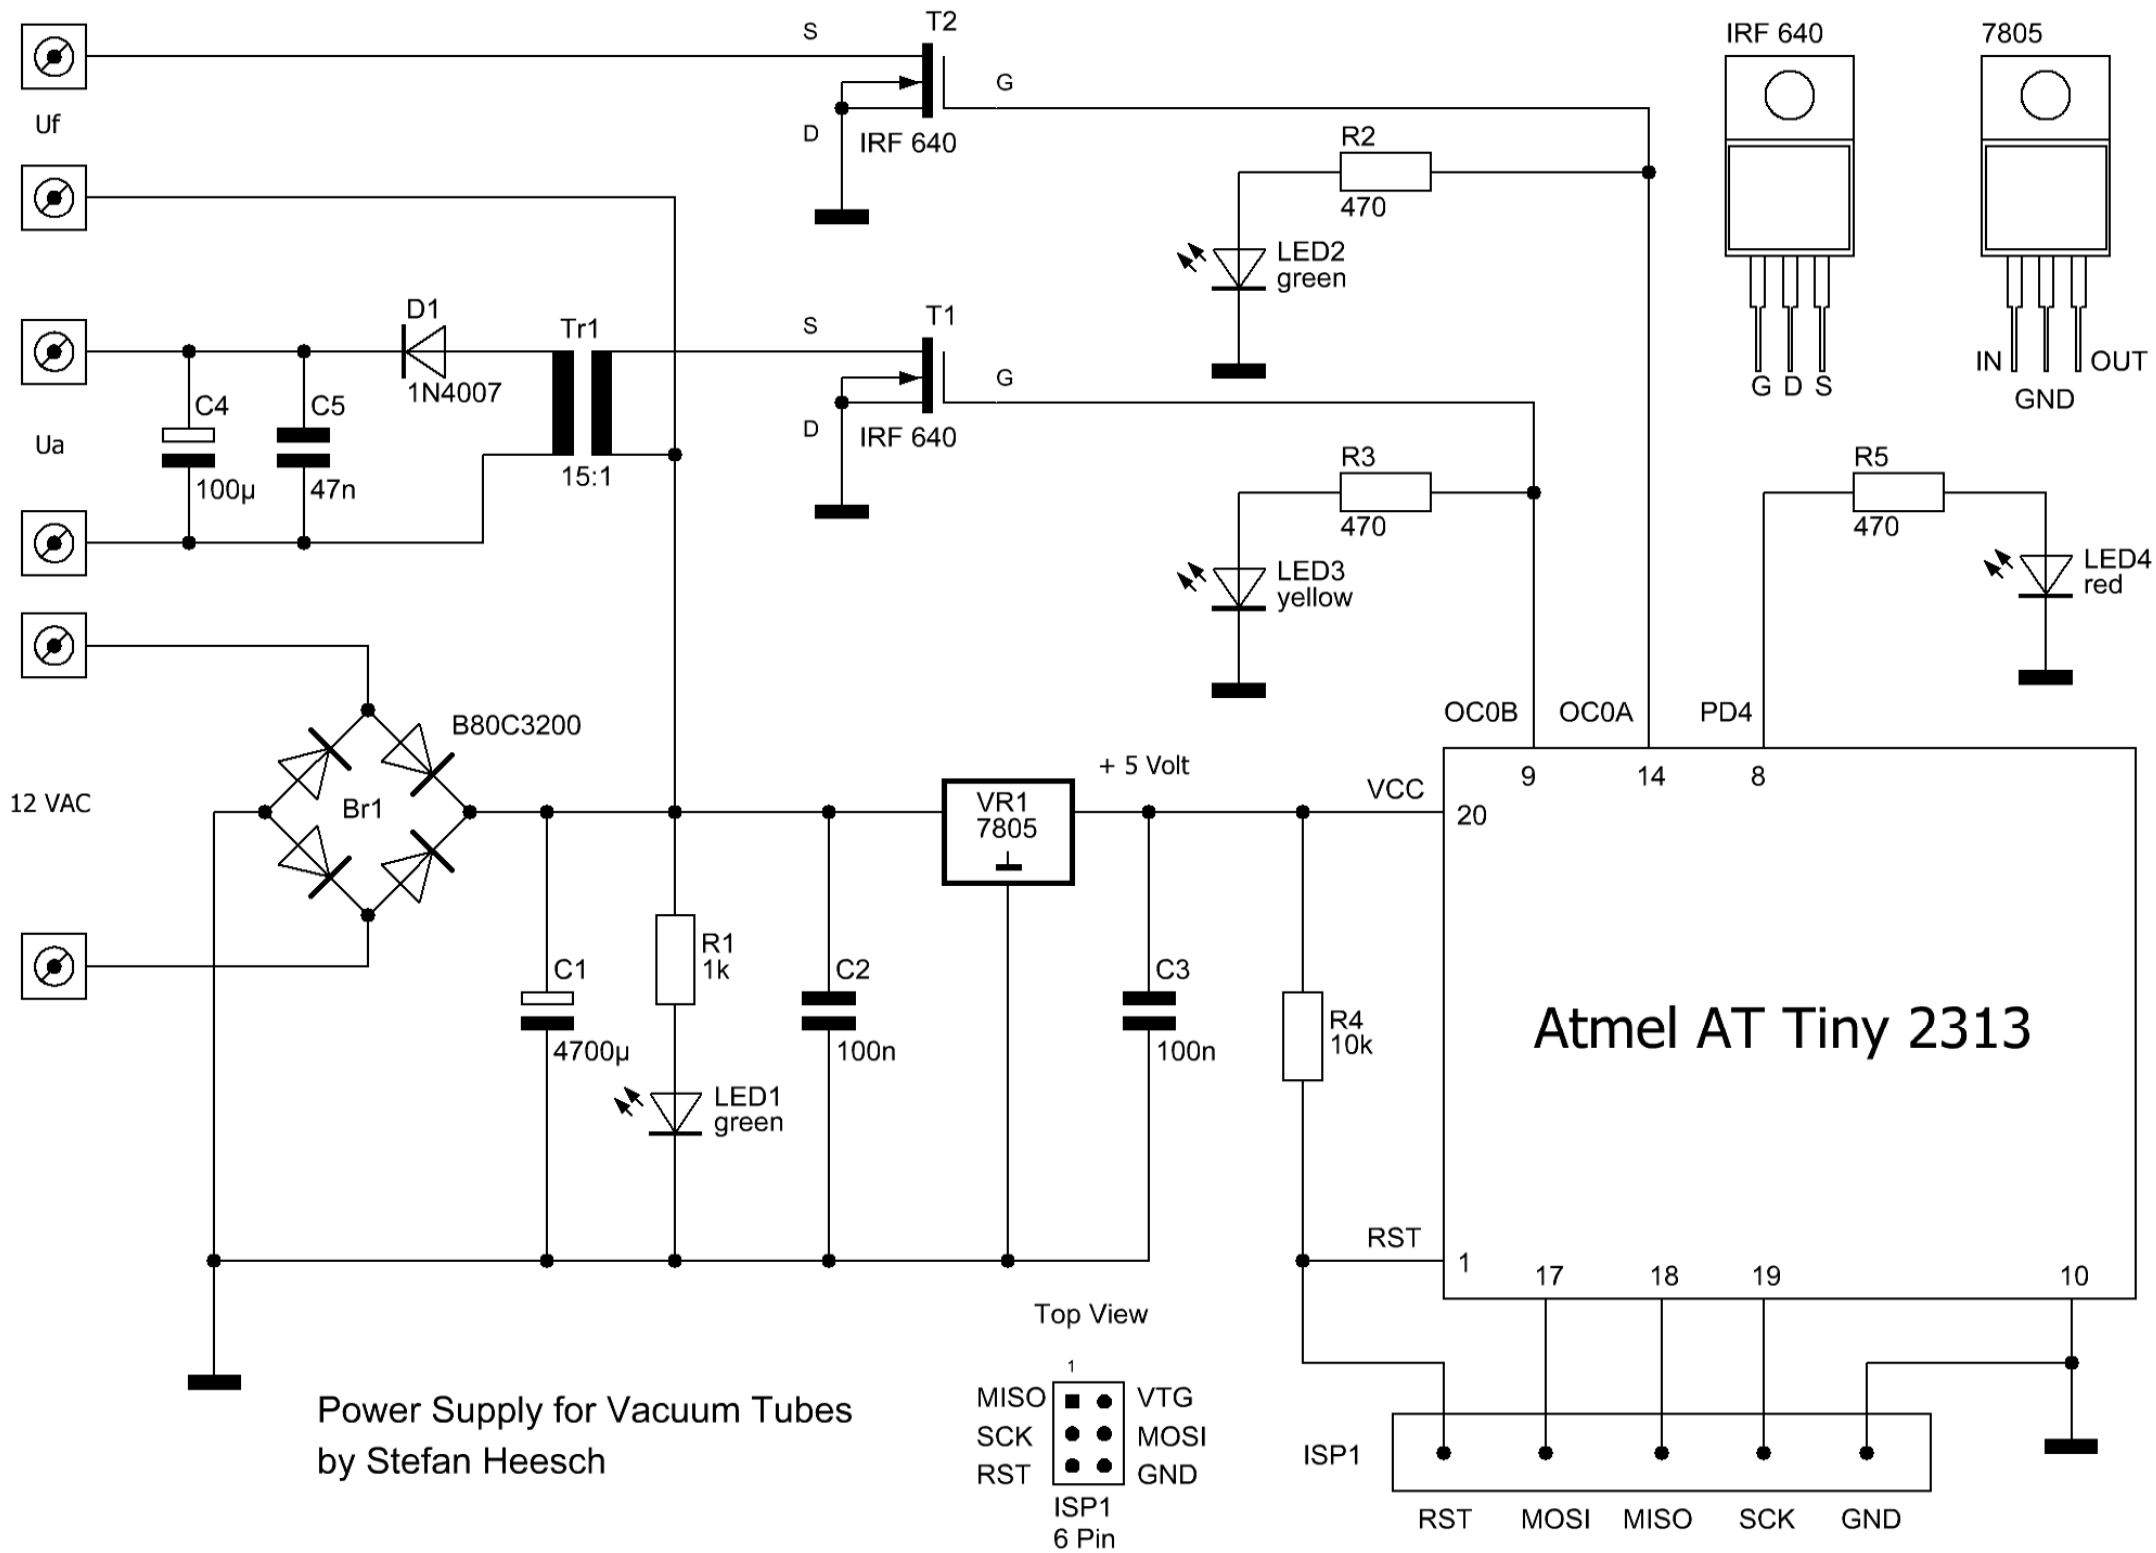 T2
S
G
D
IRF 640
Uf
IRF 640
7805
G D S
IN
OUT
GND
R2
470
LED2
green
D1
1N4007
Tr1
15:1
T1
S
G
D
IRF 640
C4
100µ
C5
47n
Ua
R3
470
LED3
yellow
R5
470
LED4
red
OC0B
OC0A
PD4
9
14
8
B80C3200
Br1
12 VAC
VR1
7805
+ 5 Volt
VCC
20
R1
1k
C1
4700µ
C2
100n
C3
100n
R4
10k
LED1
green
Atmel AT Tiny 2313
RST
1
17
18
19
10
Top View
1
MISO
VTG
SCK
MOSI
RST
GND
ISP1
6 Pin
Power Supply for Vacuum Tubes
by Stefan Heesch
ISP1
RST
MOSI
MISO
SCK
GND